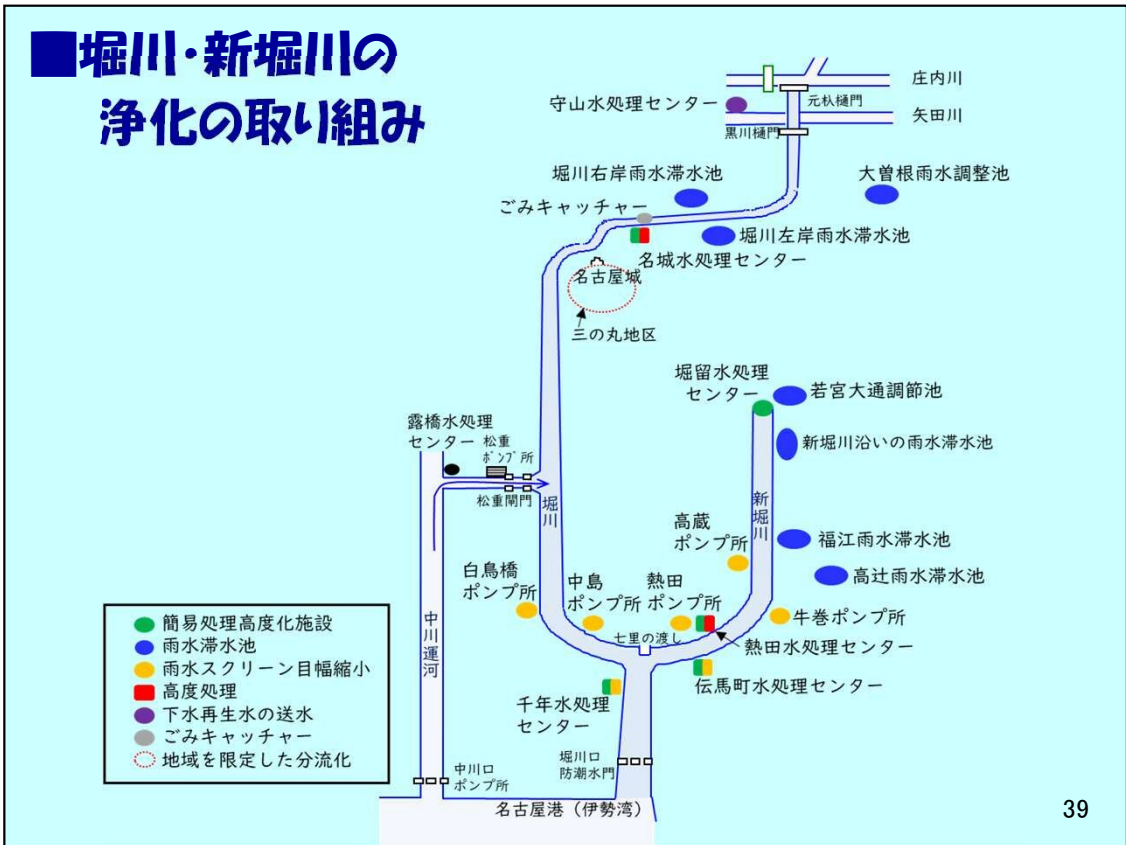 ■堀川・新堀川の
浄化の取り組み
庄内川
元杁樋門
守山水処理センター
矢田川
黒川樋門
堀川右岸雨水滞水池
大曽根雨水調整池
ごみキャッチャー
堀川左岸雨水滞水池
名城水処理センター
名古屋城
三の丸地区
堀留水処理
センター
若宮大通調節池
新堀川沿いの雨水滞水池
露橋水処理
センター
松重
ポンプ所
松重閘門
堀川
新堀川
高蔵
ポンプ所
福江雨水滞水池
高辻雨水滞水池
白鳥橋
ポンプ所
中島
ポンプ所
熱田
ポンプ所
牛巻ポンプ所
七里の渡し
熱田水処理センター
伝馬町水処理センター
千年水処理
センター
中川運河
簡易処理高度化施設
雨水滞水池
雨水スクリーン目幅縮小
高度処理
下水再生水の送水
ごみキャッチャー
地域を限定した分流化
中川口
ポンプ所
堀川口
防潮水門
名古屋港（伊勢湾）
39